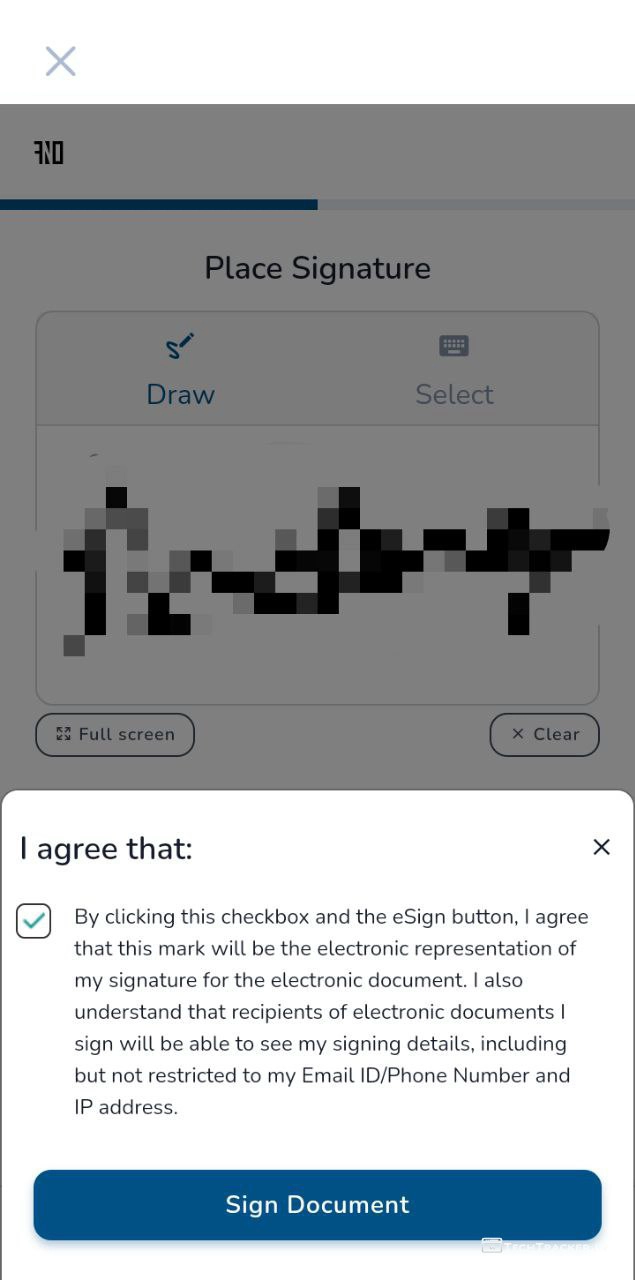 FNO
Place Signature
Draw
Select
Full screen
Clear
I agree that:
By clicking this checkbox and the eSign button, I agree
that this mark will be the electronic representation of
my signature for the electronic document. I also
understand that recipients of electronic documents I
sign will be able to see my signing details, including
but not restricted to my Email ID/Phone Number and
IP address.
Sign Document